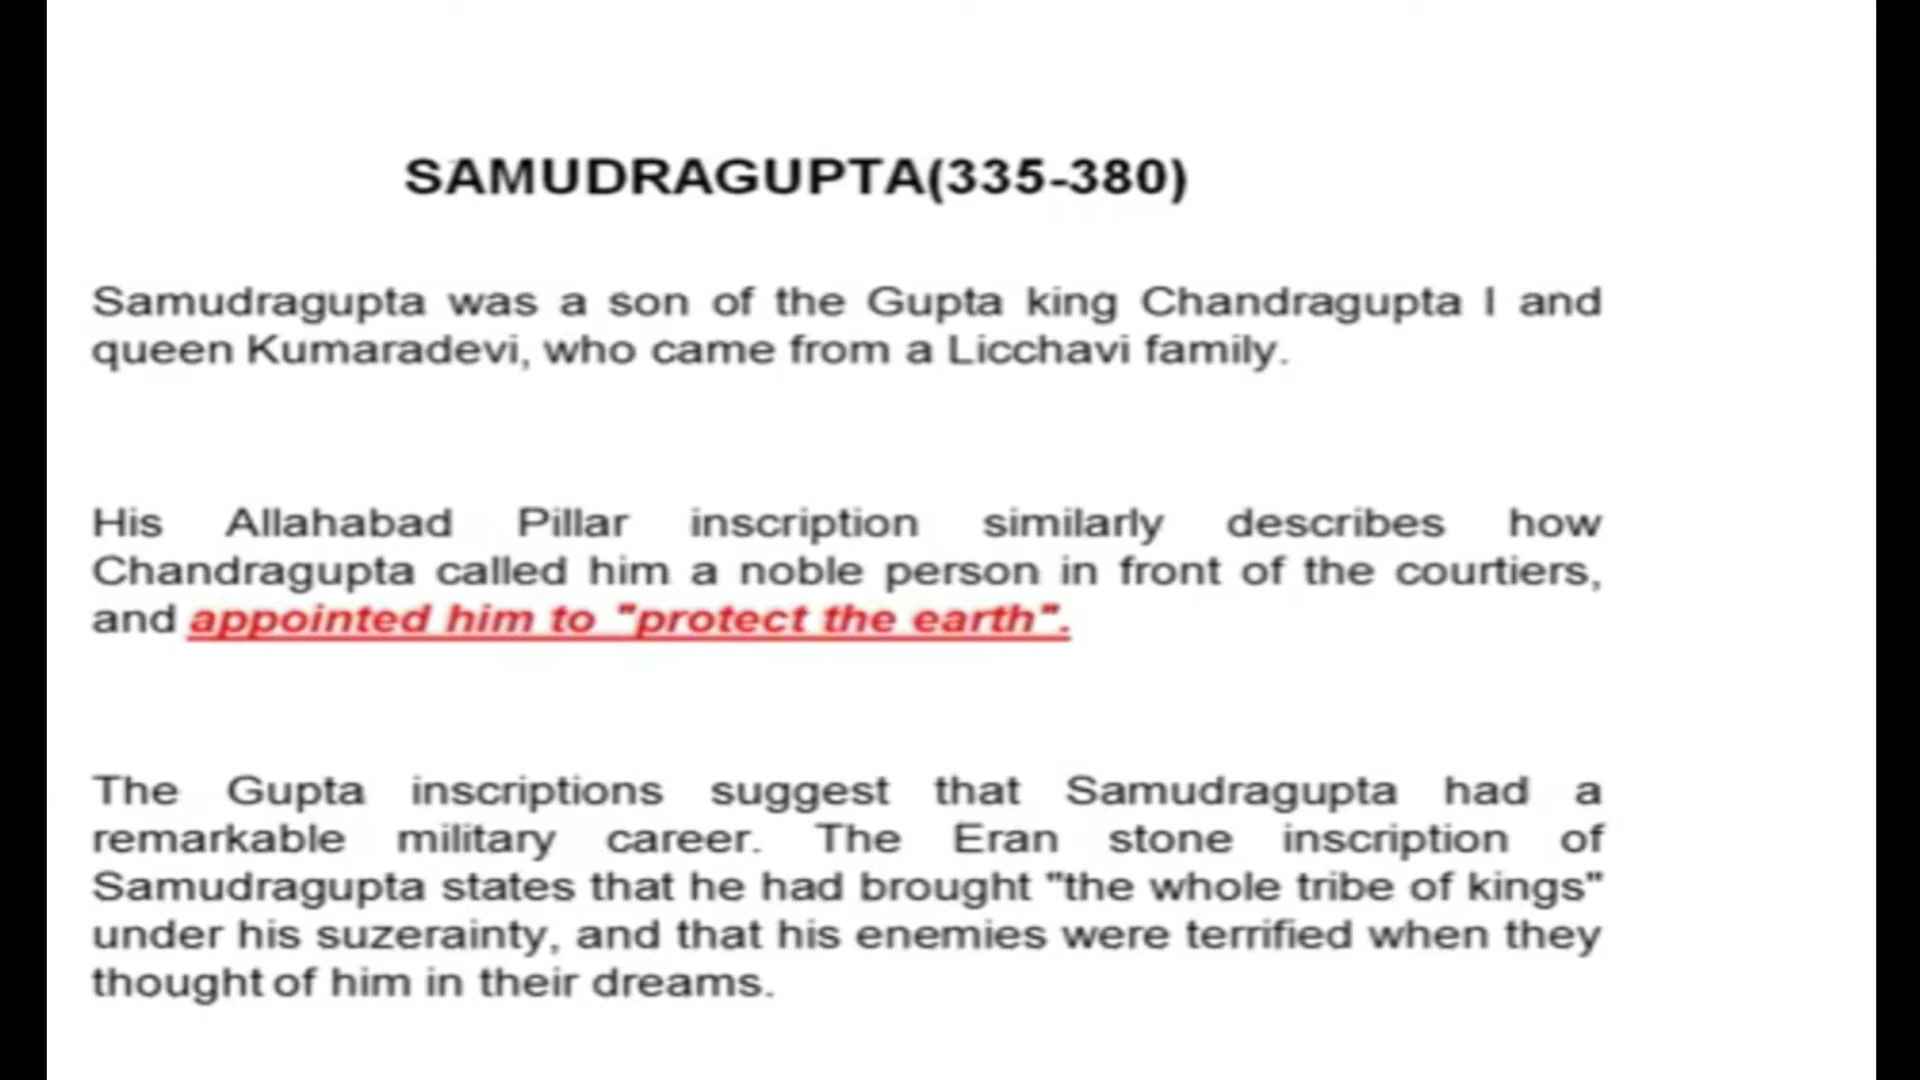 SAMUDRAGUPTA(335-380)
Samudragupta was a son of the Gupta king Chandragupta I and
queen Kumaradevi, who came from a Licchavi family.
His Allahabad Pillar inscription similarly describes how
Chandragupta called him a noble person in front of the courtiers,
and appointed him to "protect the earth".
The Gupta inscriptions suggest that Samudragupta had a
remarkable military career. The Eran stone inscription of
Samudragupta states that he had brought "the whole tribe of kings"
under his suzerainty, and that his enemies were terrified when they
thought of him in their dreams.